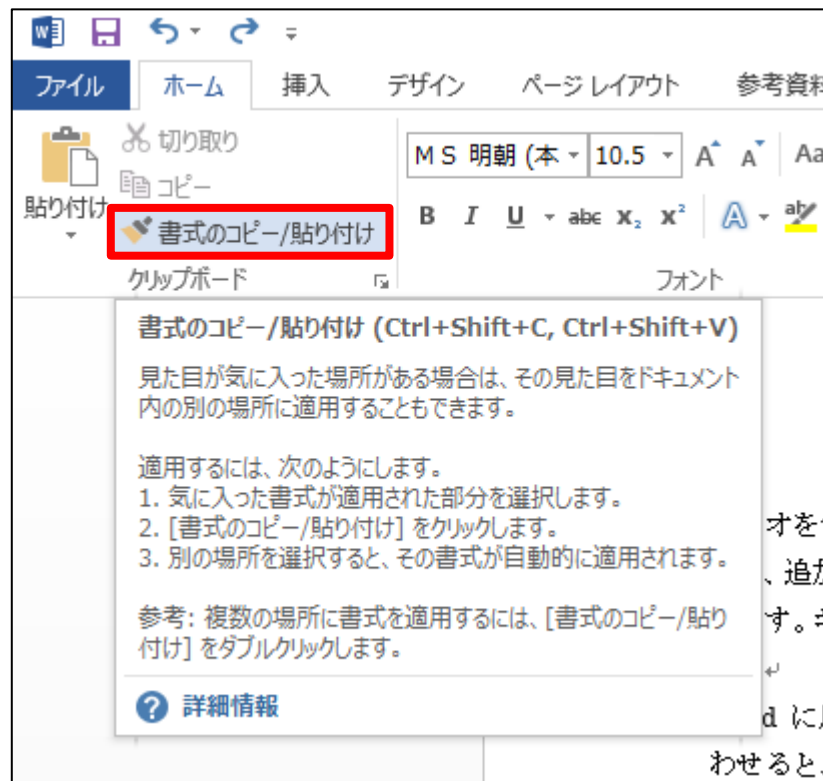 ファイル ホーム 挿入 デザイン ページ レイアウト 参考資料
切り取り
コピー
貼り付け
書式のコピー/貼り付け
ＭＳ 明朝 (本 10.5 A A Aa
B I U abc X₂ X² A aby
クリップボード フォント
書式のコピー/貼り付け (Ctrl+Shift+C, Ctrl+Shift+V)
見た目が気に入った場所がある場合は、その見た目をドキュメント
内の別の場所に適用することもできます。
適用するには、次のようにします。
1. 気に入った書式が適用された部分を選択します。
2. [書式のコピー/貼り付け] をクリックします。
3. 別の場所を選択すると、その書式が自動的に適用されます。
参考: 複数の場所に書式を適用するには、[書式のコピー/貼り
付け] をダブルクリックします。
詳細情報
オを
、追加
す。
d に
わせると、